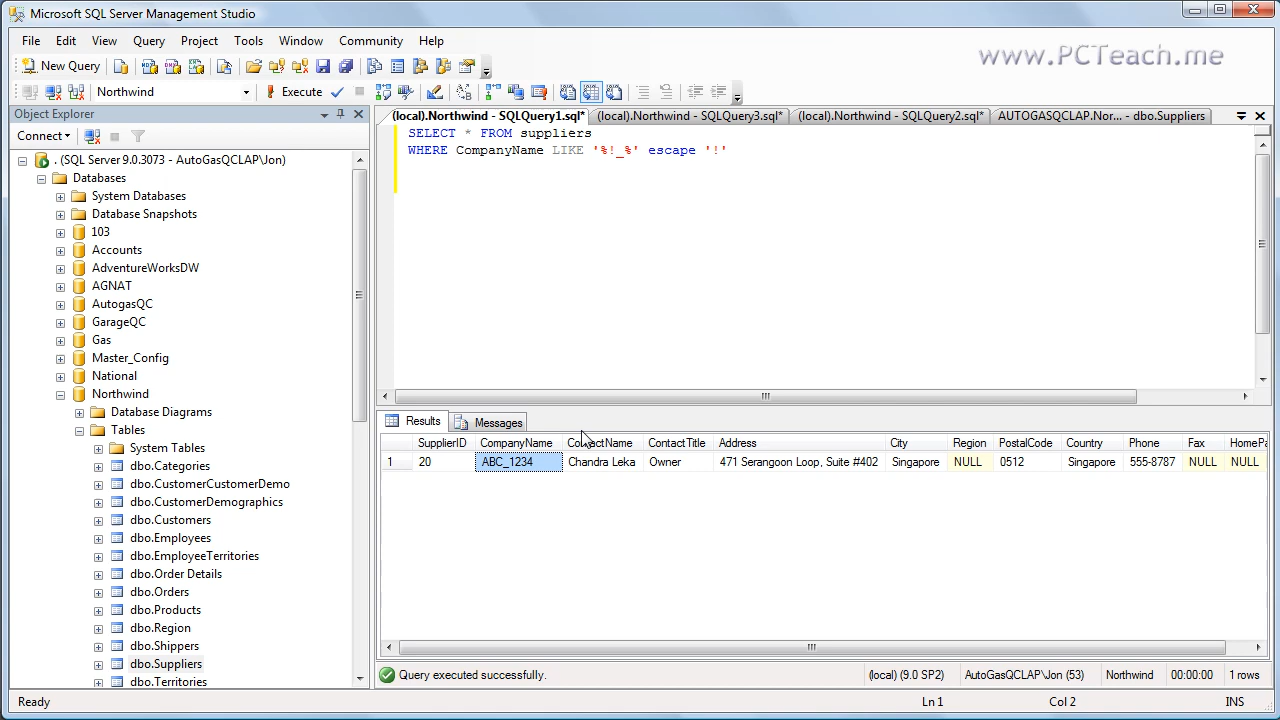 Microsoft SQL Server Management Studio
File Edit View Query Project Tools Window Community Help
www.PCTeach.me
New Query
Northwind Execute
Object Explorer
Connect
. (SQL Server 9.0.3073 - AutoGasQCLAP\Jon)
Databases
System Databases
Database Snapshots
103
Accounts
AdventureWorksDW
AGNAT
AutogasQC
GarageQC
Gas
Master_Config
National
Northwind
Database Diagrams
Tables
System Tables
dbo.Categories
dbo.CustomerCustomerDemo
dbo.CustomerDemographics
dbo.Customers
dbo.Employees
dbo.EmployeeTerritories
dbo.Order Details
dbo.Orders
dbo.Products
dbo.Region
dbo.Shippers
dbo.Suppliers
dbo.Territories
(local).Northwind - SQLQuery1.sql* (local).Northwind - SQLQuery3.sql* (local).Northwind - SQLQuery2.sql* AUTOGASQCLAP.Nor... - dbo.Suppliers
SELECT * FROM suppliers
WHERE CompanyName LIKE '%!_%' escape '!'
Results Messages
SupplierID CompanyName ContactName ContactTitle Address City Region PostalCode Country Phone Fax HomePa
1 20 ABC_1234 Chandra Leka Owner 471 Serangoon Loop, Suite #402 Singapore NULL 0512 Singapore 555-8787 NULL NULL
Query executed successfully. (local) (9.0 SP2) AutoGasQCLAP\Jon (53) Northwind 00:00:00 1 rows
Ready Ln 1 Col 2 INS